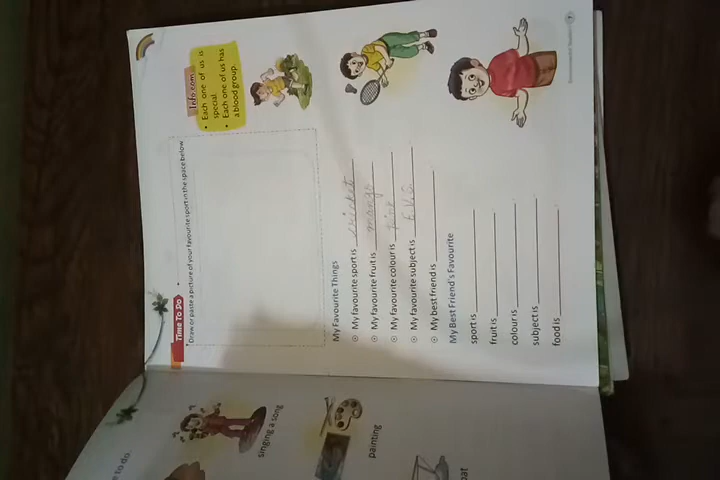 Time To Do
Draw or paste a picture of your favourite sport in the space below
Info.com
• Each one of us is
special.
• Each one of us has
a blood group.
My Favourite Things
My favourite sport is cricket
My favourite fruit is mango
My favourite colour is
My favourite subject is E.V.S.
My best friend is
My Best Friend's Favourite
sport is
fruit is
colour is
subject is
food is
to do.
singing a song
painting